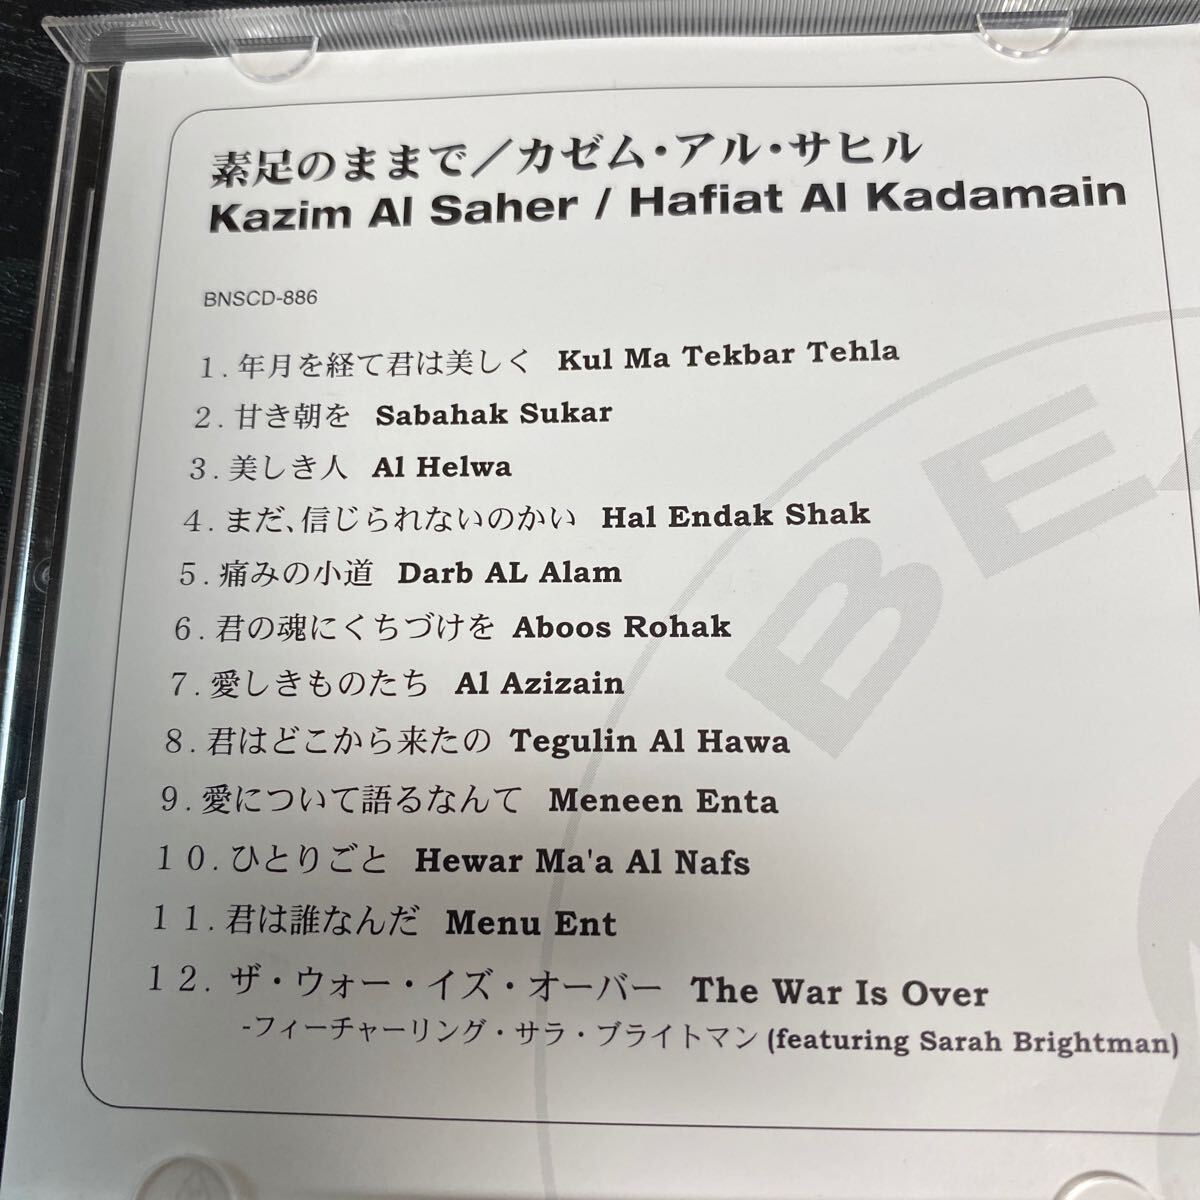 素足のままで／カゼム・アル・サヒル
Kazim Al Saher / Hafiat Al Kadamain
BNSCD-886
1. 年月を経て君は美しく Kul Ma Tekbar Tehla
2. 甘き朝を Sabahak Sukar
3. 美しき人 Al Helwa
4. まだ、信じられないのかい Hal Endak Shak
5. 痛みの小道 Darb AL Alam
6. 君の魂にくちづけを Aboos Rohak
7. 愛しきものたち Al Azizain
8. 君はどこから来たの Tegulin Al Hawa
9. 愛について語るなんて Meneen Enta
10. ひとりごと Hewar Ma'a Al Nafs
11. 君は誰なんだ Menu Ent
12. ザ・ウォー・イズ・オーバー The War Is Over
-フィーチャーリング・サラ・ブライトマン (featuring Sarah Brightman)
BE